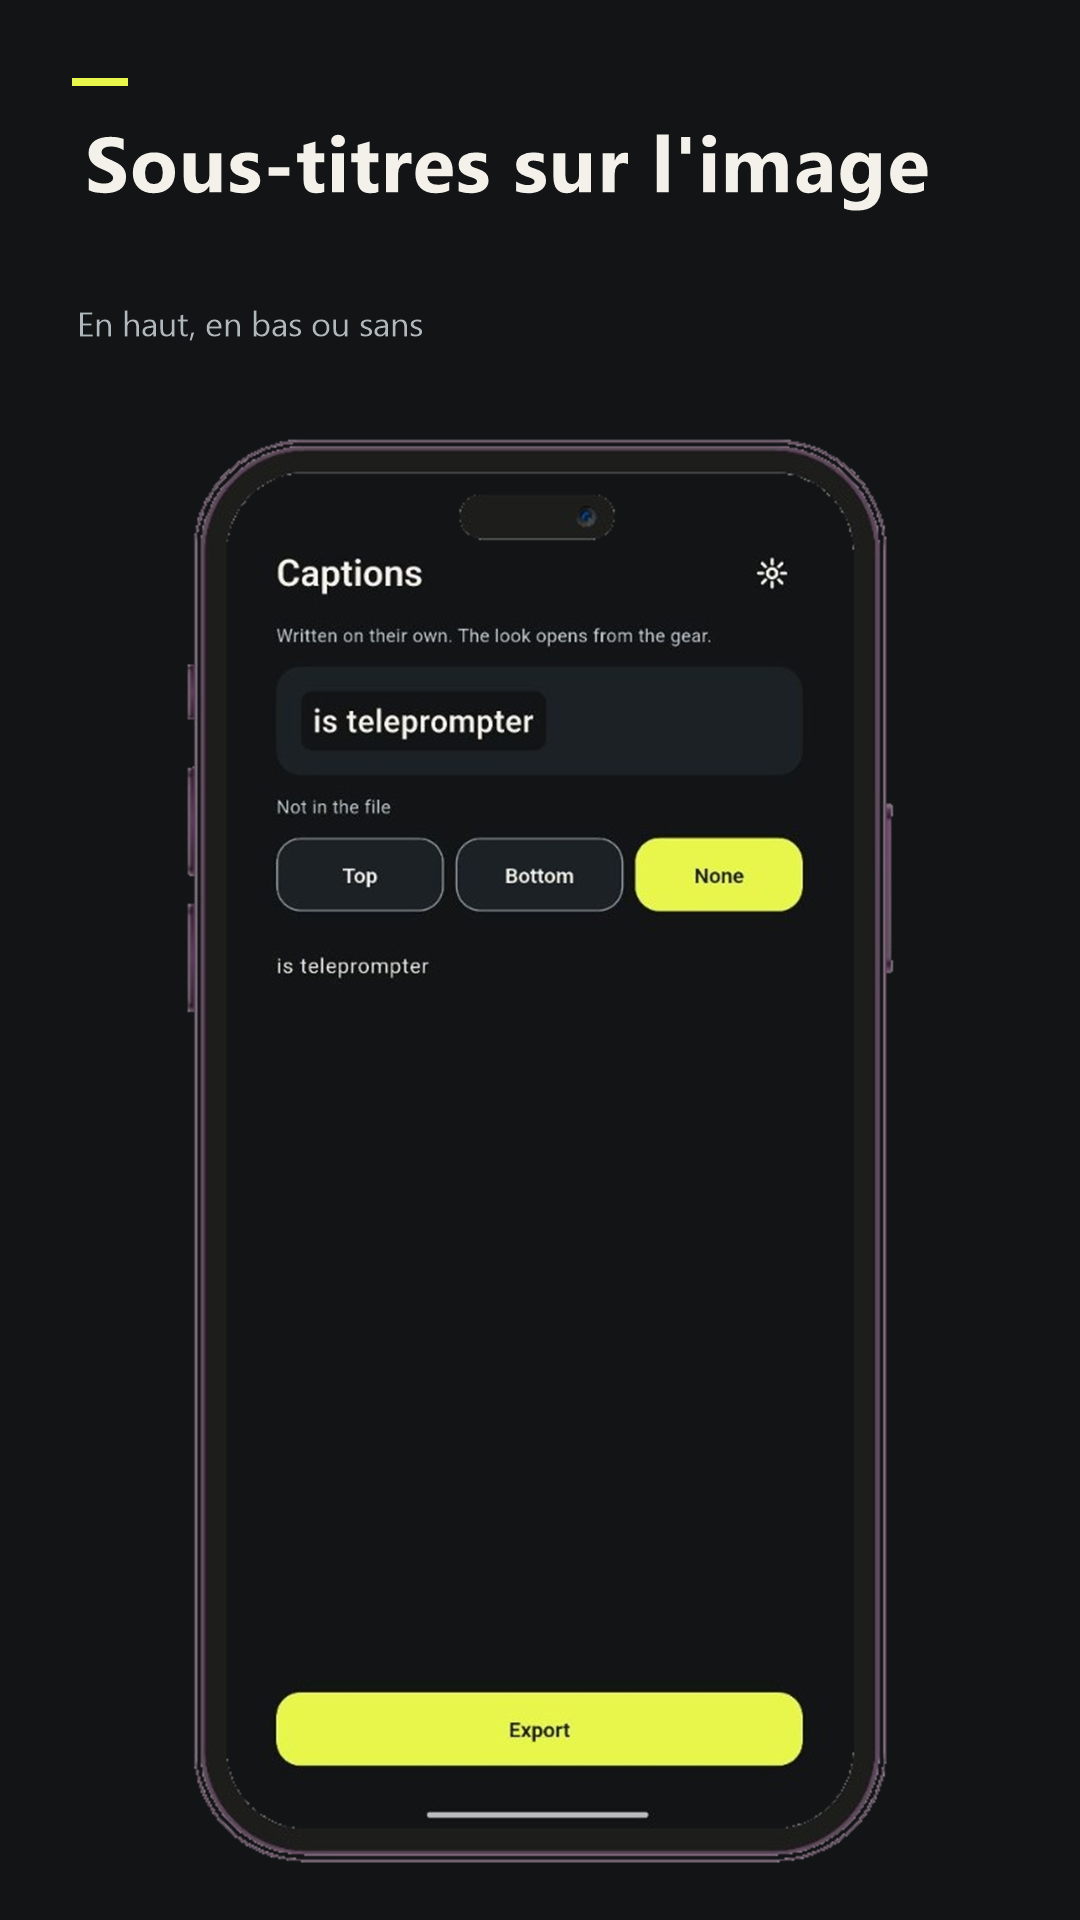 Sous-titres sur l'image
En haut, en bas ou sans
Captions
Written on their own. The look opens from the gear.
is teleprompter
Not in the file
Top
Bottom
None
is teleprompter
Export